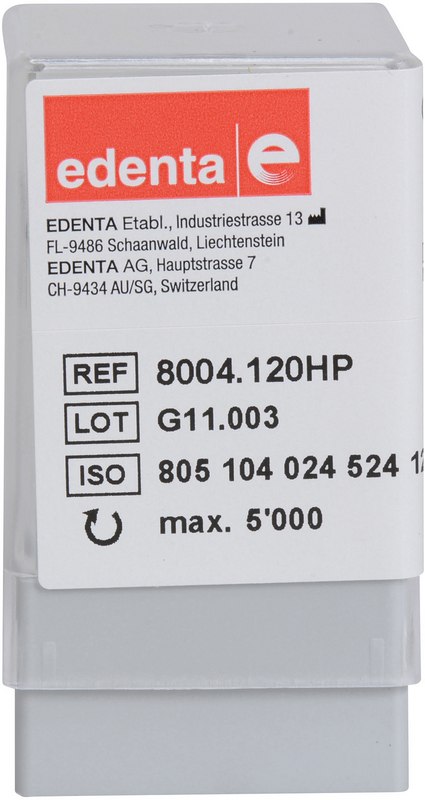 edenta e
EDENTA Etabl., Industriestrasse 13
FL-9486 Schaanwald, Liechtenstein
EDENTA AG, Hauptstrasse 7
CH-9434 AU/SG, Switzerland
REF 8004.120HP
LOT G11.003
ISO 805 104 024 524
max. 5'000